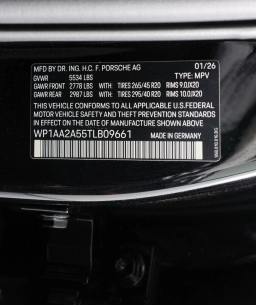 MFD BY DR. ING. H.C. F. PORSCHE AG 01/26
GVWR 5534 LBS TYPE: MPV
GAWR FRONT 2778 LBS WITH TIRES 265/45 R20 RIMS 9.0JX20
GAWR REAR 2987 LBS WITH TIRES 295/40 R20 RIMS 10.0JX20
THIS VEHICLE CONFORMS TO ALL APPLICABLE U.S.FEDERAL
MOTOR VEHICLE SAFETY AND THEFT PREVENTION STANDARDS
IN EFFECT ON THE DATE OF MANUFACTURE SHOWN ABOVE.
WP1AA2A55TLB09661
MADE IN GERMANY